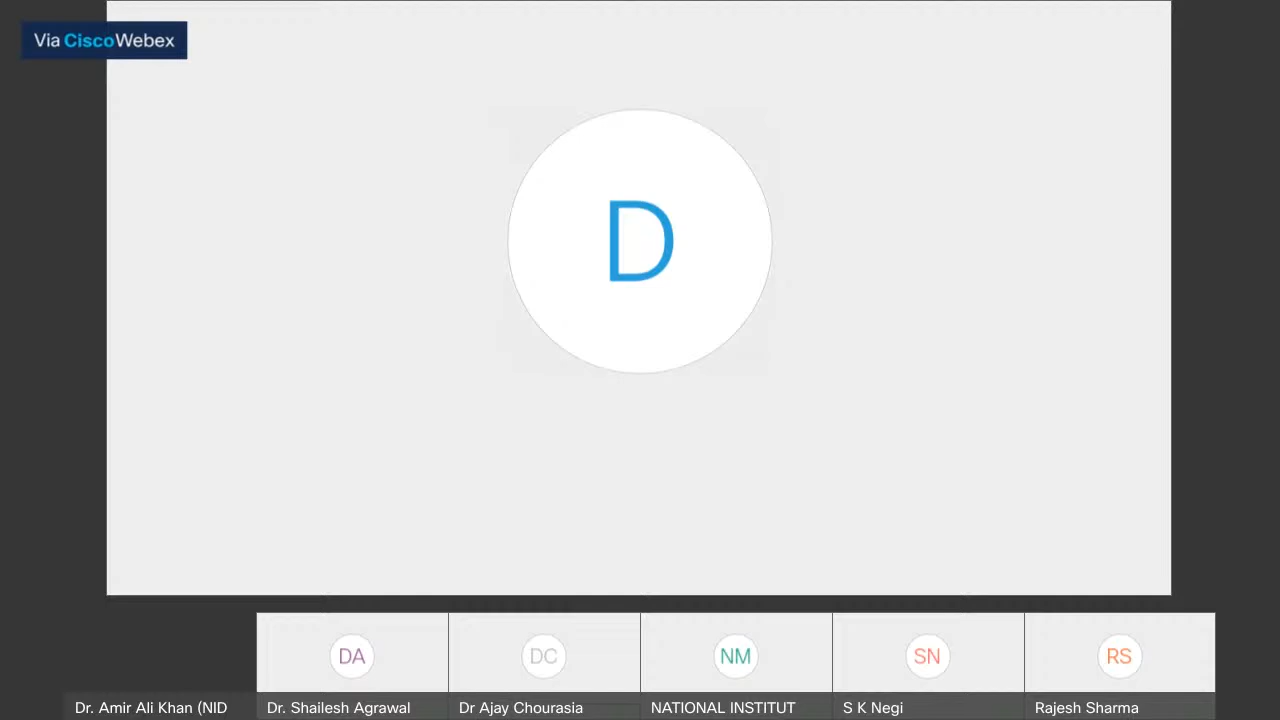 Via CiscoWebex
D
DA
DC
NM
SN
RS
Dr. Amir Ali Khan (NID
Dr. Shailesh Agrawal
Dr Ajay Chourasia
NATIONAL INSTITUT
S K Negi
Rajesh Sharma